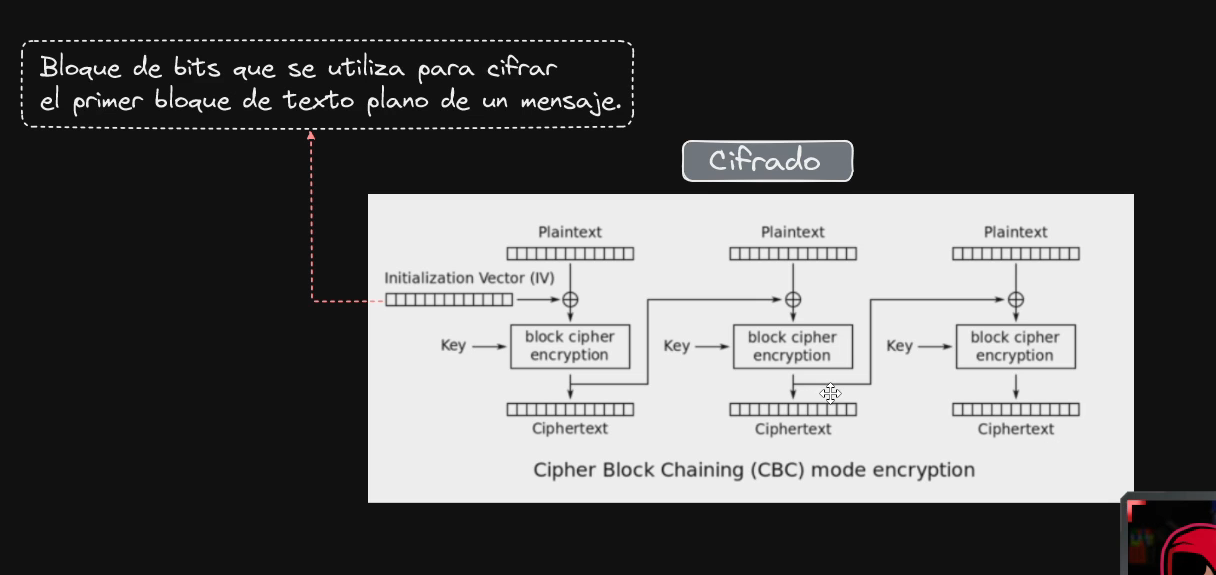 Bloque de bits que se utiliza para cifrar
el primer bloque de texto plano de un mensaje.
Cifrado
Plaintext
Plaintext
Plaintext
Initialization Vector (IV)
Key
block cipher
encryption
Key
block cipher
encryption
Key
block cipher
encryption
Ciphertext
Ciphertext
Ciphertext
Cipher Block Chaining (CBC) mode encryption